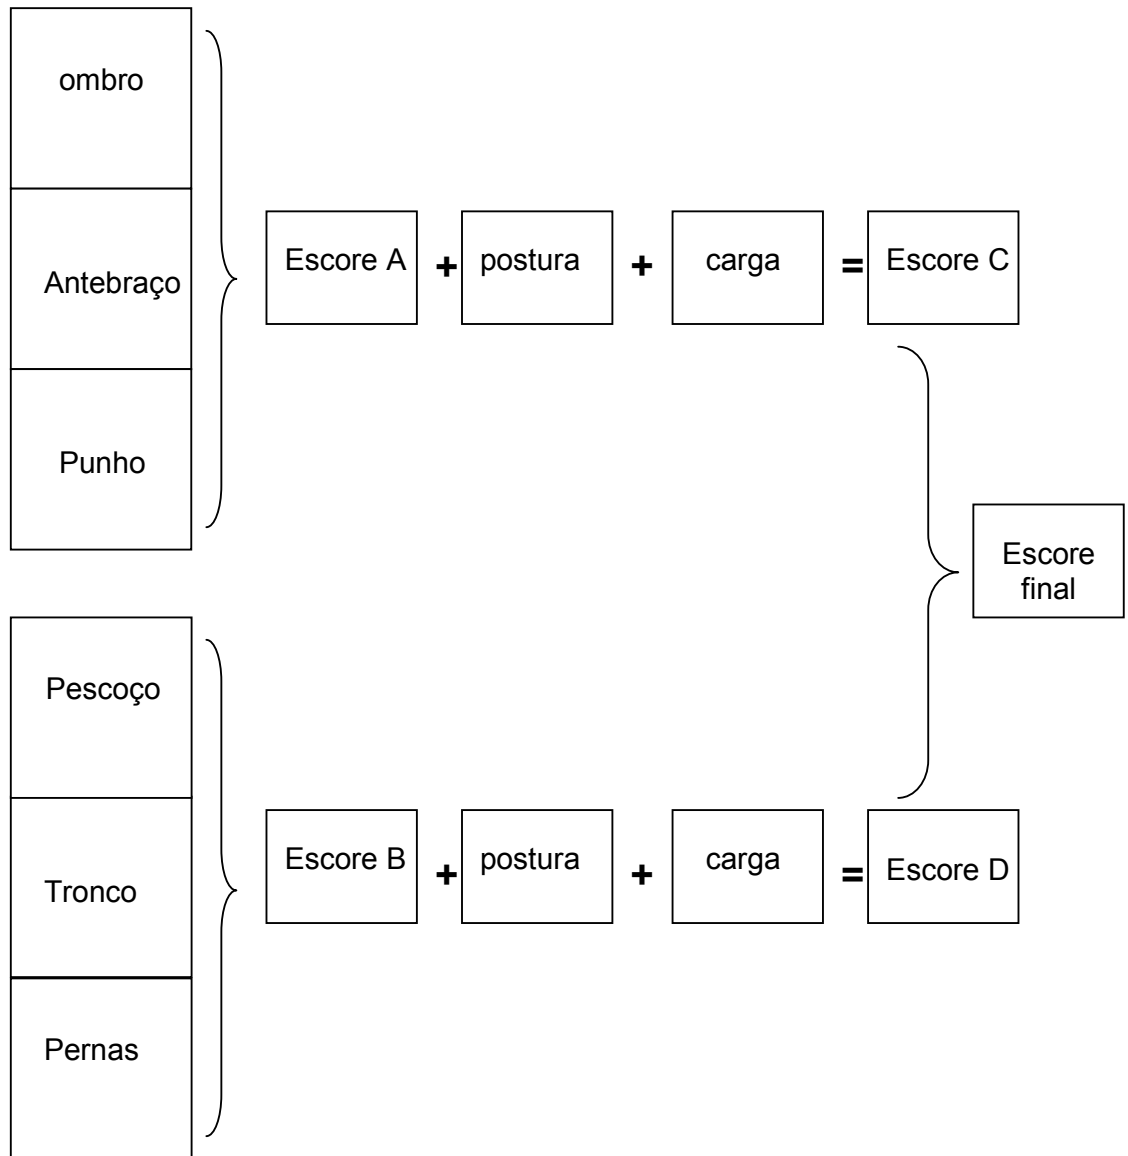 ombro
Antebraço
Punho
Escore A + postura + carga = Escore C
Escore
final
Pescoço
Tronco
Pernas
Escore B + postura + carga = Escore D